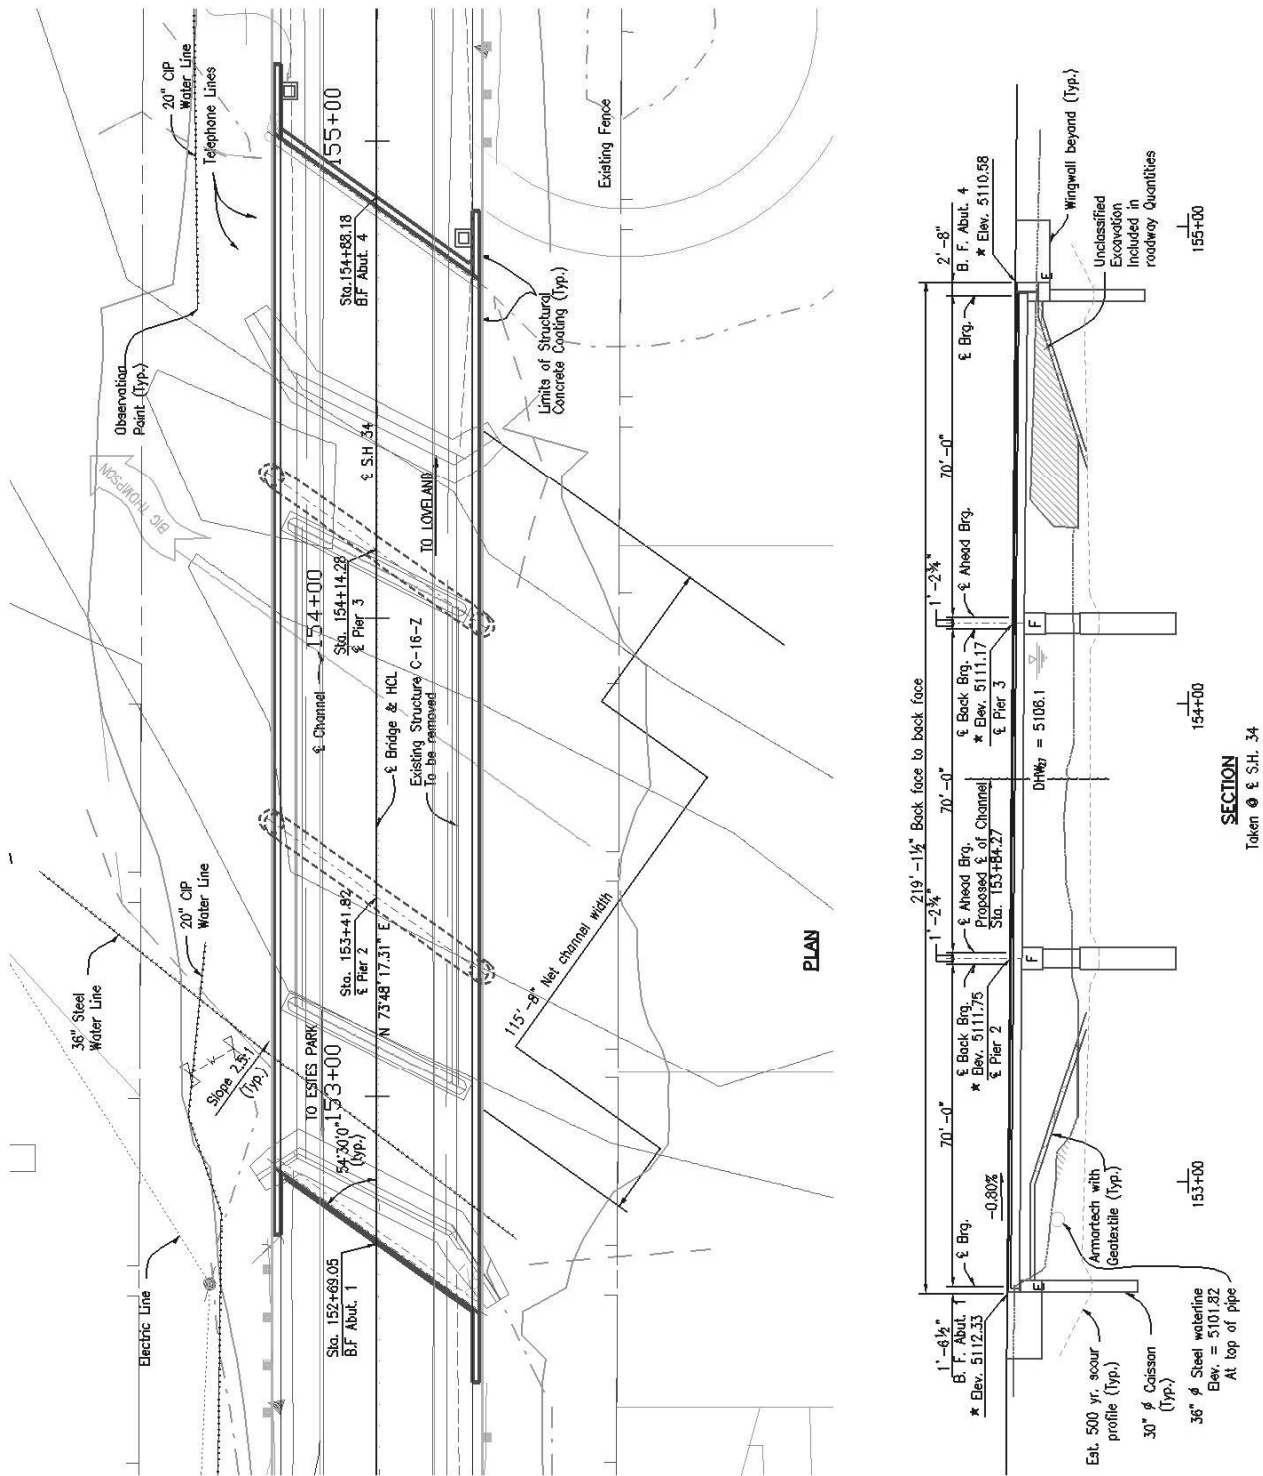 20" CIP
Water Line
Telephone Lines
Observation
Point (Typ.)
BIG THOMPSON
36" Steel
Water Line
20" CIP
Water Line
Slope 2.5:1
(Typ.)
Electric Line
155+00
Sta. 154+88.18
B.F Abut. 4
Existing Fence
Limits of Structural
Concrete Coating (Typ.)
℄ S.H. 34
TO LOVELAND
154+00
Sta. 154+14.28
℄ Pier 3
℄ Channel
℄ Bridge & HCL
Existing Structure C-16-Z
To be removed
Sta. 153+41.82
℄ Pier 2
N 73°48'17.31" E
TO ESTES PARK
153+00
54°30'0"
(typ.)
Sta. 152+69.05
B.F Abut. 1
115'-8" Net channel width
PLAN
219'-1½" Back face to back face
1'-6½"
B. F. Abut. 1
* Elev. 5112.33
℄ Brg.
70'-0"
-0.80%
1'-2¾"
℄ Back Brg.
* Elev. 5111.75
℄ Pier 2
℄ Ahead Brg.
Proposed ℄ of Channel
Sta. 153+84.27
70'-0"
1'-2¾"
℄ Back Brg.
* Elev. 5111.17
℄ Pier 3
℄ Ahead Brg.
70'-0"
℄ Brg.
2'-8"
B. F. Abut. 4
* Elev. 5110.58
E
F
F
E
DHW = 5106.1
Wingwall beyond (Typ.)
Unclassified
Excavation
Included in
roadway Quantities
Armortech with
Geotextile (Typ.)
Est. 500 yr. scour
profile (Typ.)
30" ø Caisson
(Typ.)
36" ø Steel waterline
Elev. = 5101.82
At top of pipe
153+00
154+00
155+00
SECTION
Taken @ ℄ S.H. 34